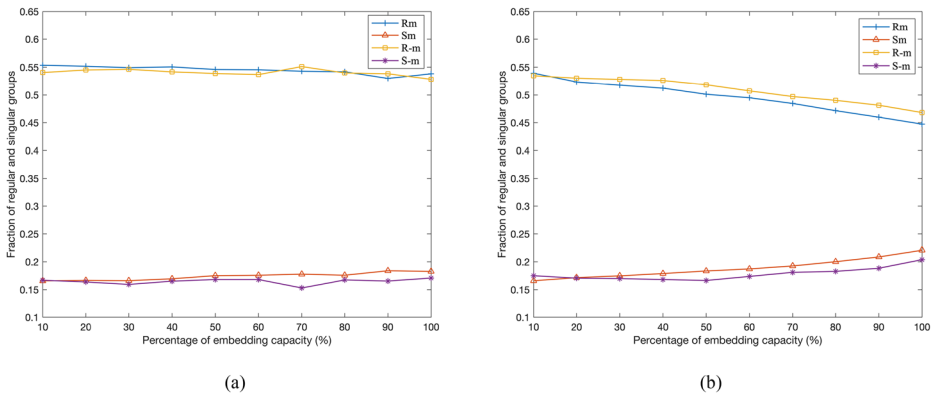 Fraction of regular and singular groups
0.65
0.6
0.55
0.5
0.45
0.4
0.35
0.3
0.25
0.2
0.15
0.1
10 20 30 40 50 60 70 80 90 100
Percentage of embedding capacity (%)
Rm
Sm
R-m
S-m
(a)
Fraction of regular and singular groups
0.65
0.6
0.55
0.5
0.45
0.4
0.35
0.3
0.25
0.2
0.15
0.1
10 20 30 40 50 60 70 80 90 100
Percentage of embedding capacity (%)
Rm
Sm
R-m
S-m
(b)